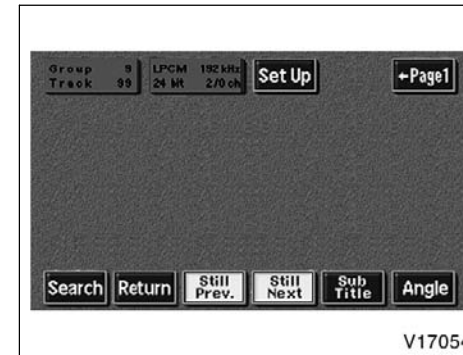 Group 9
Track 99
LPCM 192 kHz
24 bit 2/0 ch
Set Up
←Page1
Search
Return
Still
Prev.
Still
Next
Sub
Title
Angle
V17054